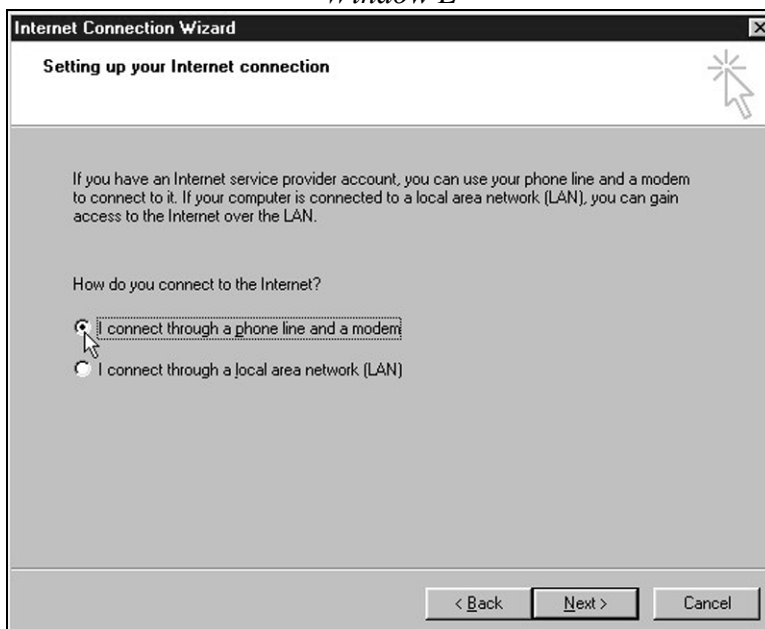 Window E
Internet Connection Wizard
Setting up your Internet connection
If you have an Internet service provider account, you can use your phone line and a modem
to connect to it. If your computer is connected to a local area network (LAN), you can gain
access to the Internet over the LAN.
How do you connect to the Internet?
I connect through a phone line and a modem
I connect through a local area network (LAN)
< Back Next > Cancel